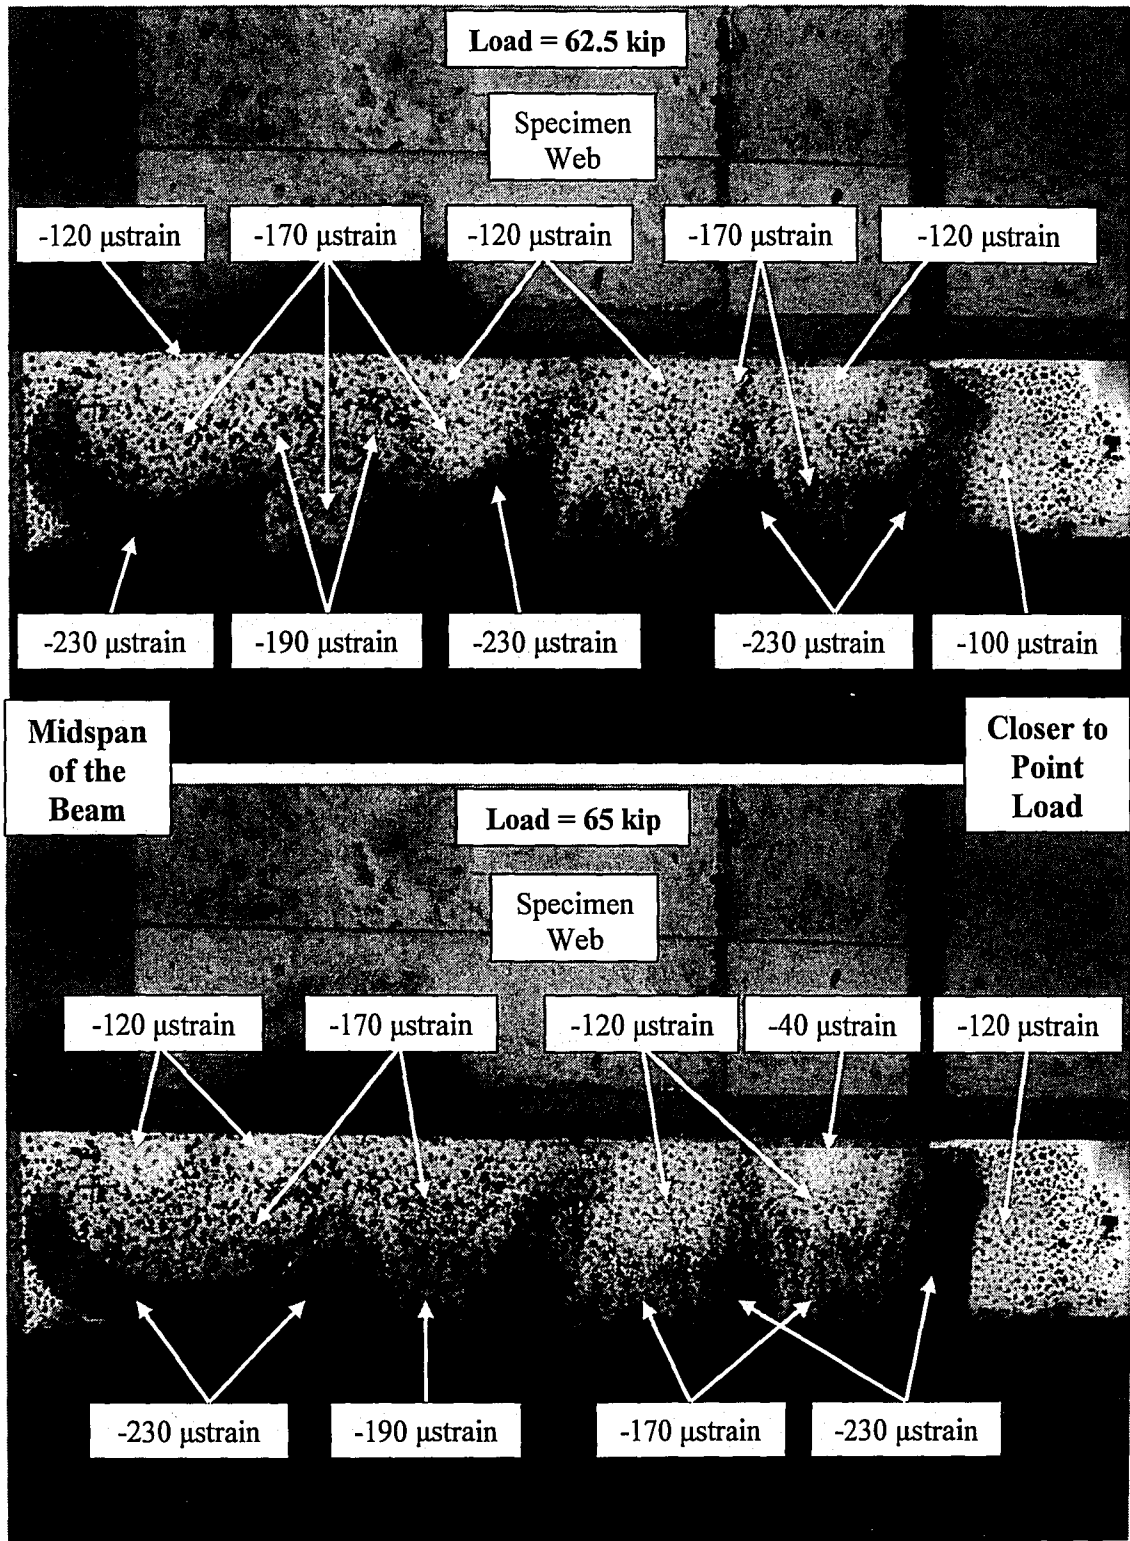 Load = 62.5 kip
Specimen
Web
-120 μstrain
-170 μstrain
-120 μstrain
-170 μstrain
-120 μstrain
-230 μstrain
-190 μstrain
-230 μstrain
-230 μstrain
-100 μstrain
Midspan
of the
Beam
Closer to
Point
Load
Load = 65 kip
Specimen
Web
-120 μstrain
-170 μstrain
-120 μstrain
-40 μstrain
-120 μstrain
-230 μstrain
-190 μstrain
-170 μstrain
-230 μstrain